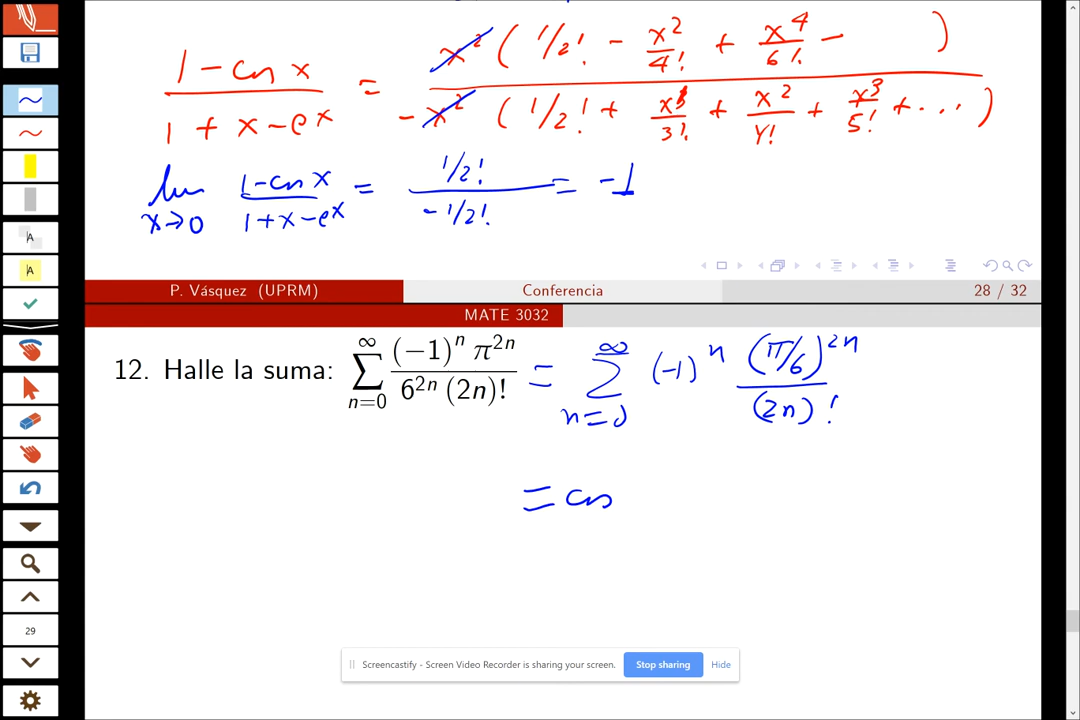 1 - cos x / 1 + x - e^x = x^2 ( 1/2! - x^2/4! + x^4/6! - ) / -x^2 ( 1/2! + x/3! + x^2/4! + x^3/5! + ... )
lim x→0 1 - cos x / 1 + x - e^x = 1/2! / -1/2! = -1
P. Vásquez (UPRM) Conferencia 28 / 32
MATE 3032
12. Halle la suma: ∑_{n=0}^{∞} (-1)^n π^{2n} / 6^{2n} (2n)! = ∑_{n=0}^{∞} (-1)^n (π/6)^{2n} / (2n)!
= cos
A
A
29
Screencastify - Screen Video Recorder is sharing your screen. Stop sharing Hide